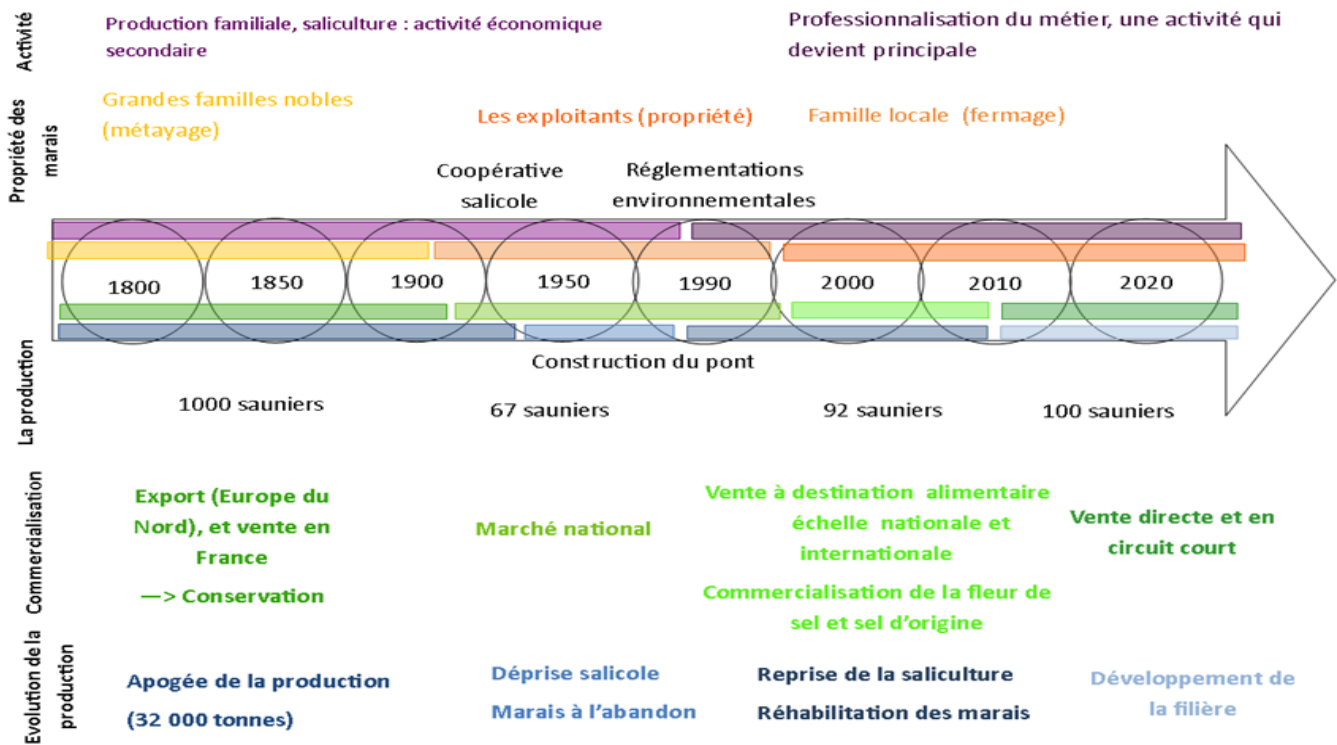 Activité
Production familiale, saliculture : activité économique
secondaire
Professionnalisation du métier, une activité qui
devient principale
Propriété des
marais
Grandes familles nobles
(métayage)
Les exploitants (propriété)
Famille locale (fermage)
Coopérative
salicole
Réglementations
environnementales
1800
1850
1900
1950
1990
2000
2010
2020
Construction du pont
La production
1000 sauniers
67 sauniers
92 sauniers
100 sauniers
Commercialisation
Export (Europe du
Nord), et vente en
France
—> Conservation
Marché national
Vente à destination alimentaire
échelle nationale et
internationale
Commercialisation de la fleur de
sel et sel d'origine
Vente directe et en
circuit court
Evolution de la
production
Apogée de la production
(32 000 tonnes)
Déprise salicole
Marais à l'abandon
Reprise de la saliculture
Réhabilitation des marais
Développement de
la filière